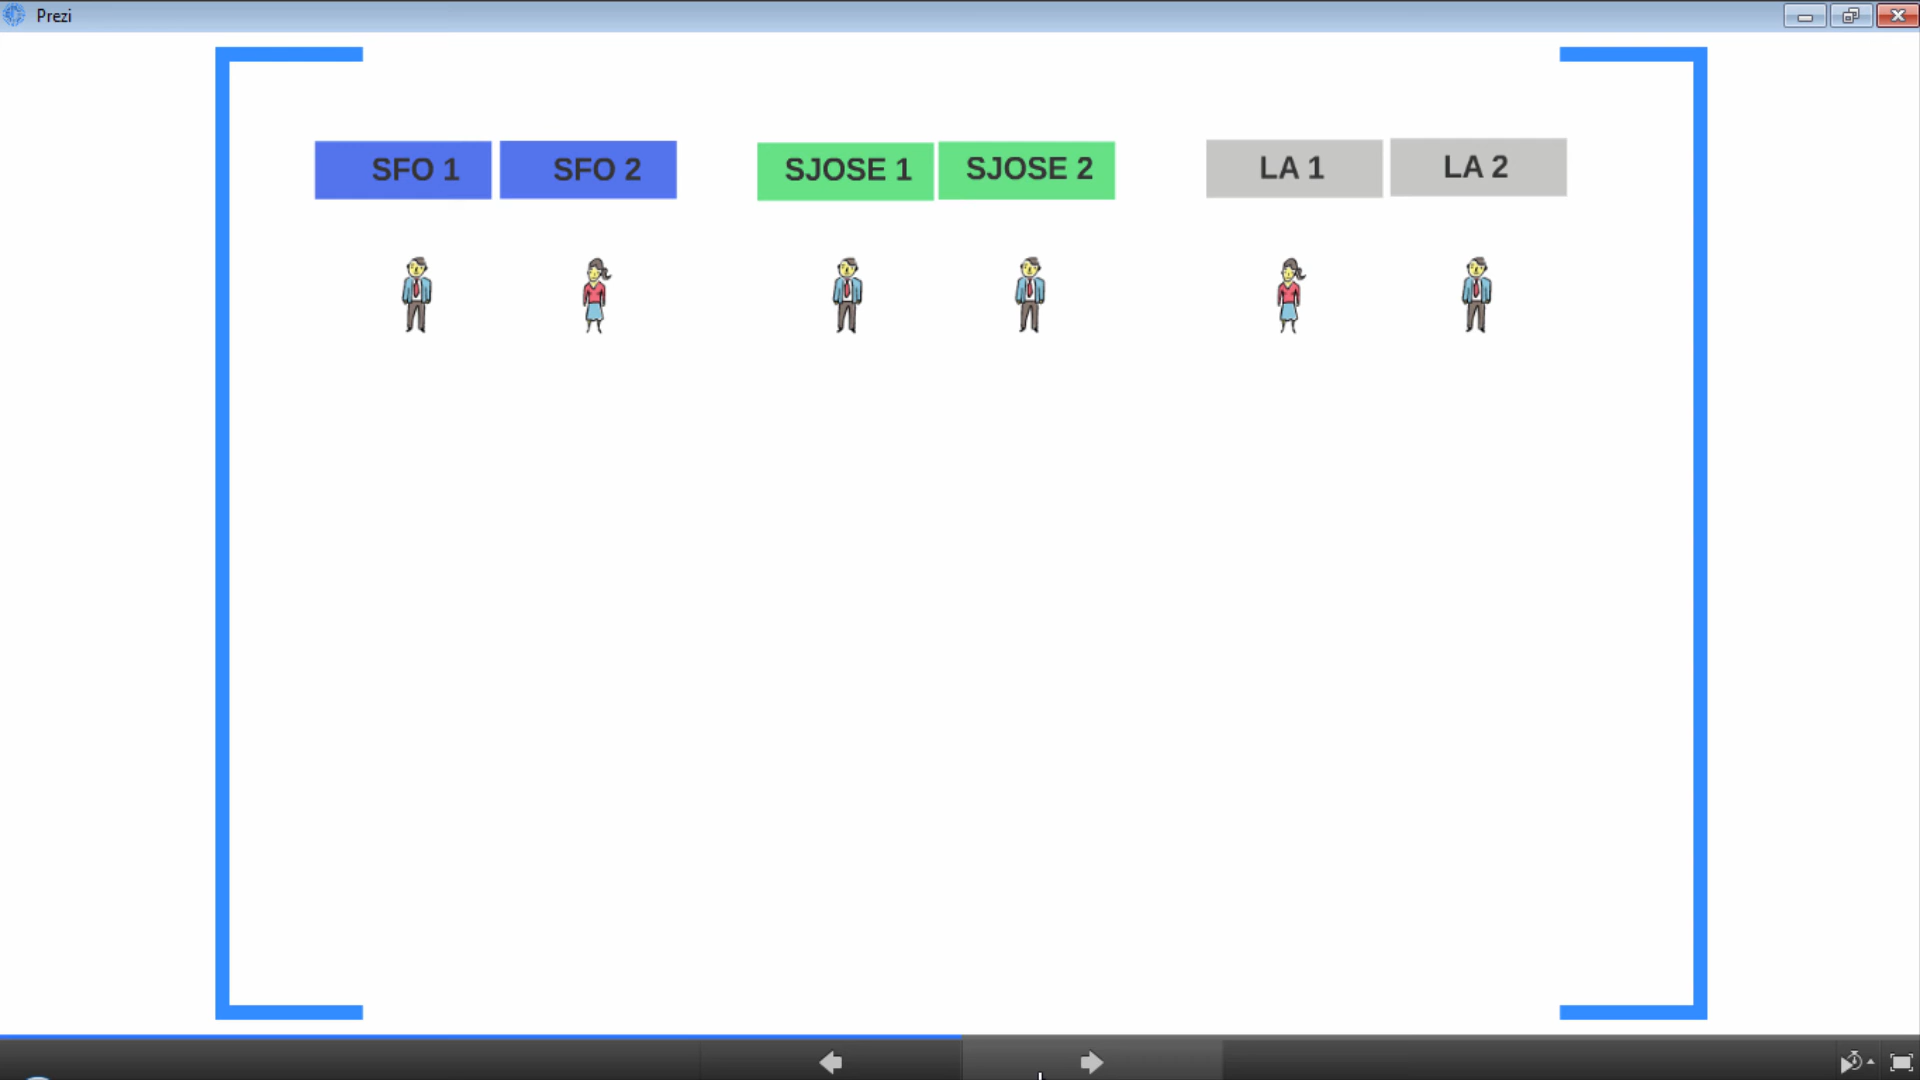 Prezi
SFO 1
SFO 2
SJOSE 1
SJOSE 2
LA 1
LA 2